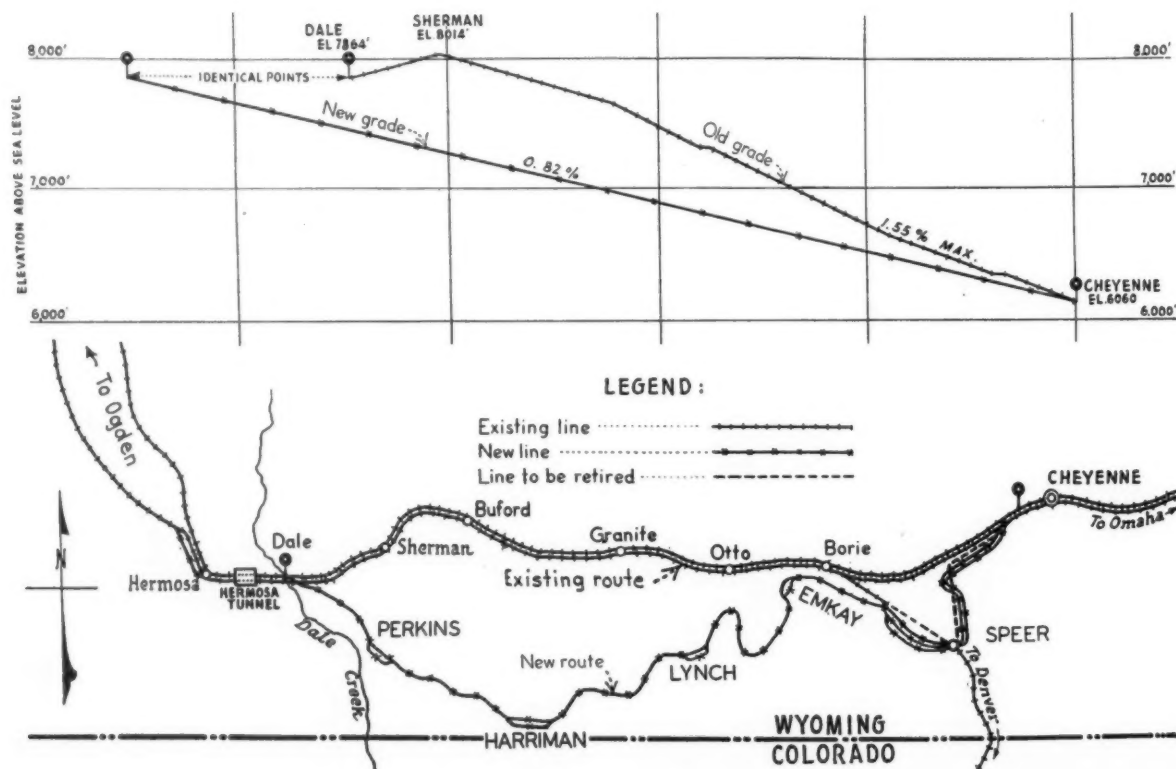 DALE
EL 7864'
SHERMAN
EL 8014'
8,000'
8,000'
IDENTICAL POINTS
New grade
Old grade
0.82%
7,000'
7,000'
1.55% MAX.
ELEVATION ABOVE SEA LEVEL
CHEYENNE
EL.6060
6,000'
6,000'
To Ogden
LEGEND:
Existing line
New line
Line to be retired
CHEYENNE
To Omaha
N
Dale
Buford
Sherman
Granite
Otto
Borie
Existing route
Hermosa
HERMOSA
TUNNEL
EMKAY
Dale
Creek
PERKINS
SPEER
New route
LYNCH
To Denver
HARRIMAN
WYOMING
COLORADO